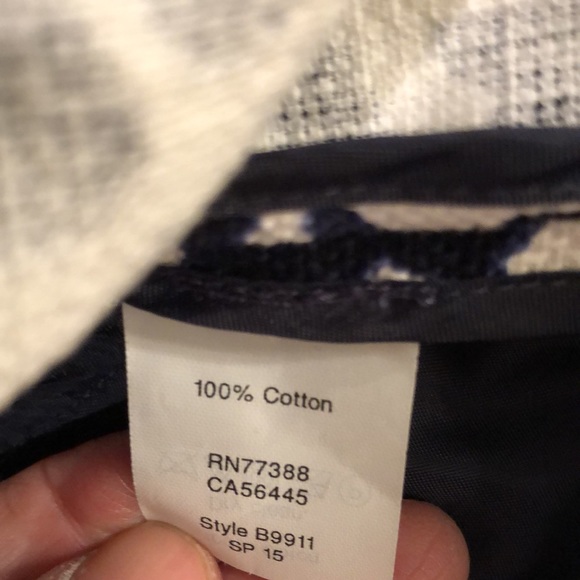 100% Cotton
RN77388
CA56445
Style B9911
SP 15